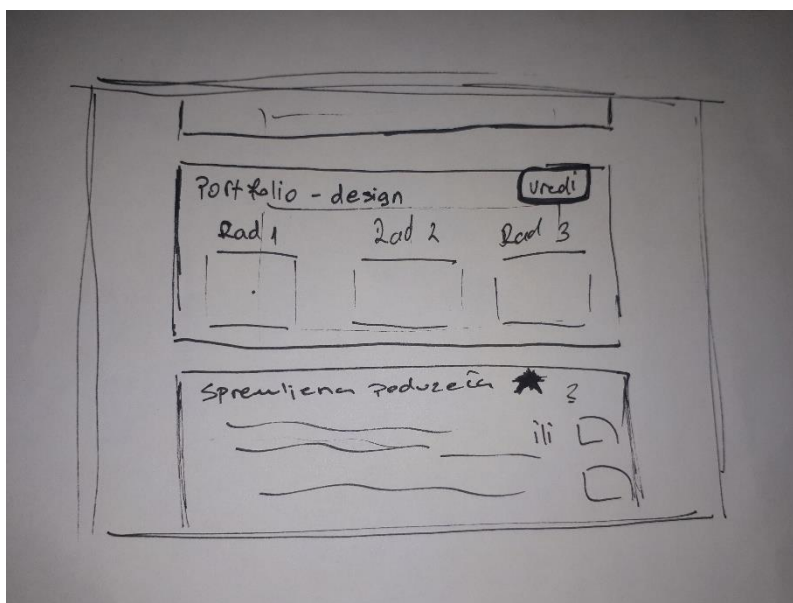 Portfolio - design uredi
Rad 1 Rad 2 Rad 3
Spremljena poduzeća
ili